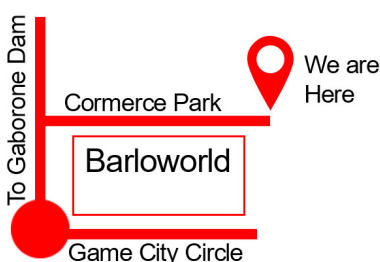 To Gaborone Dam
We are
Here
Cormerce Park
Barloworld
Game City Circle